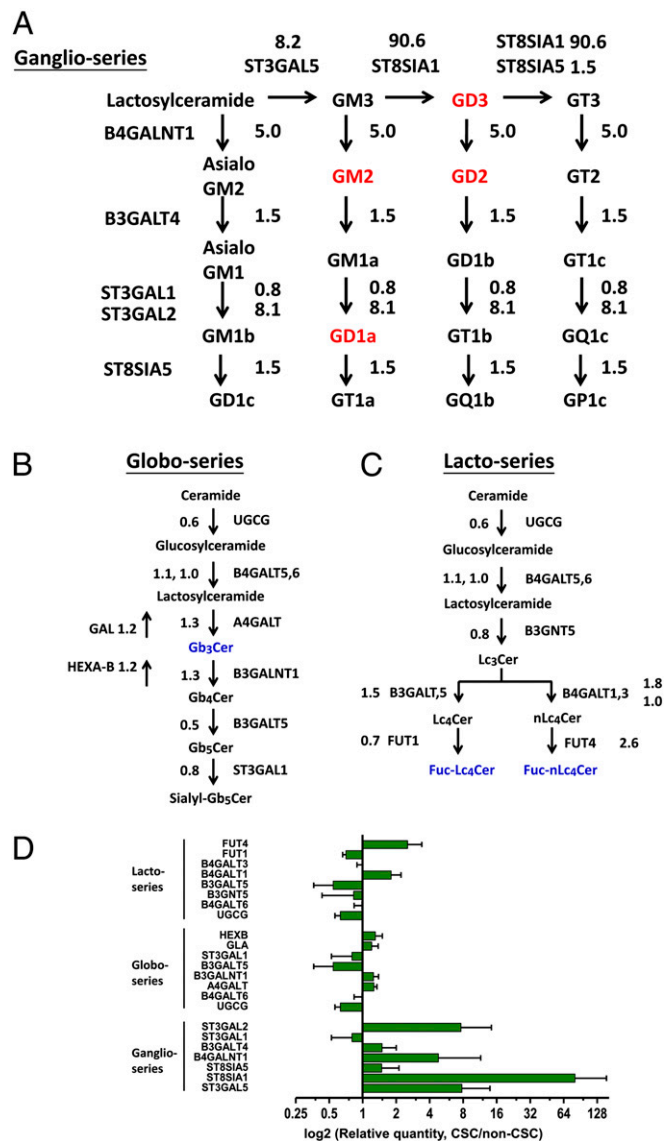 A
Ganglio-series
8.2 90.6 ST8SIA1 90.6
ST3GAL5 ST8SIA1 ST8SIA5 1.5
Lactosylceramide GM3 GD3 GT3
B4GALNT1 5.0 5.0 5.0 5.0
Asialo
GM2 GM2 GD2 GT2
B3GALT4 1.5 1.5 1.5 1.5
Asialo
GM1 GM1a GD1b GT1c
ST3GAL1 0.8 0.8 0.8 0.8
ST3GAL2 8.1 8.1 8.1 8.1
GM1b GD1a GT1b GQ1c
ST8SIA5 1.5 1.5 1.5 1.5
GD1c GT1a GQ1b GP1c
B
Globo-series
Ceramide
0.6 UGCG
Glucosylceramide
1.1, 1.0 B4GALT5,6
Lactosylceramide
GAL 1.2 1.3 A4GALT
Gb3Cer
HEXA-B 1.2 1.3 B3GALNT1
Gb4Cer
0.5 B3GALT5
Gb5Cer
0.8 ST3GAL1
Sialyl-Gb5Cer
C
Lacto-series
Ceramide
0.6 UGCG
Glucosylceramide
1.1, 1.0 B4GALT5,6
Lactosylceramide
0.8 B3GNT5
Lc3Cer
1.5 B3GALT,5 B4GALT1,3 1.8
1.0
Lc4Cer nLc4Cer
0.7 FUT1 FUT4 2.6
Fuc-Lc4Cer Fuc-nLc4Cer
D
Lacto-
series
FUT4
FUT1
B4GALT3
B4GALT1
B3GALT5
B3GNT5
B4GALT6
UGCG
Globo-
series
HEXB
GLA
ST3GAL1
B3GALT5
B3GALNT1
A4GALT
B4GALT6
UGCG
Ganglio-
series
ST3GAL2
ST3GAL1
B3GALT4
B4GALNT1
ST8SIA5
ST8SIA1
ST3GAL5
0.25 0.5 1 2 4 8 16 32 64 128
log2 (Relative quantity, CSC/non-CSC)